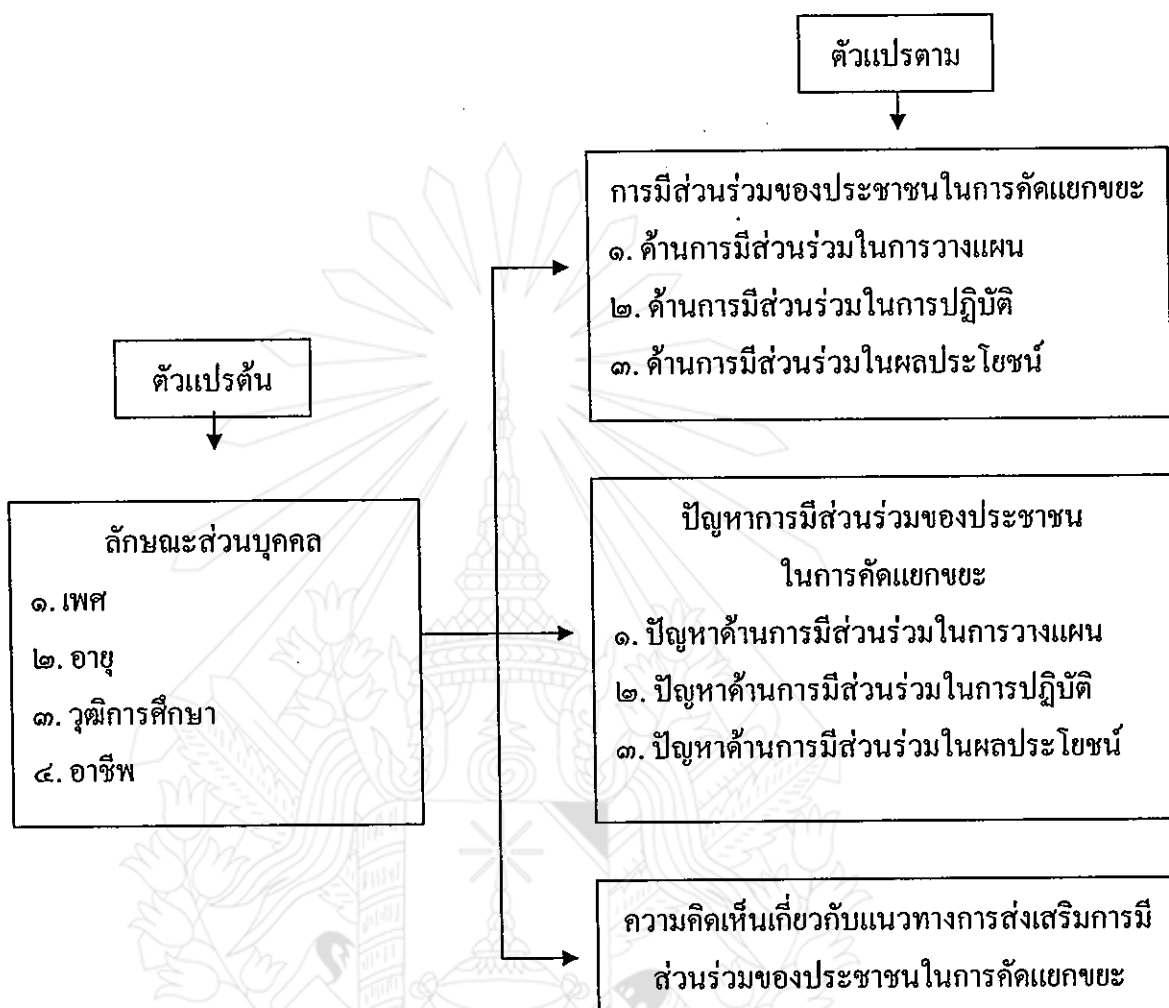 ตัวแปรตาม
การมีส่วนร่วมของประชาชนในการคัดแยกขยะ
๑. ด้านการมีส่วนร่วมในการวางแผน
๒. ด้านการมีส่วนร่วมในการปฏิบัติ
๓. ด้านการมีส่วนร่วมในผลประโยชน์
ตัวแปรต้น
ลักษณะส่วนบุคคล
๑. เพศ
๒. อายุ
๓. วุฒิการศึกษา
๔. อาชีพ
ปัญหาการมีส่วนร่วมของประชาชน
ในการคัดแยกขยะ
๑. ปัญหาด้านการมีส่วนร่วมในการวางแผน
๒. ปัญหาด้านการมีส่วนร่วมในการปฏิบัติ
๓. ปัญหาด้านการมีส่วนร่วมในผลประโยชน์
ความคิดเห็นเกี่ยวกับแนวทางการส่งเสริมการมี
ส่วนร่วมของประชาชนในการคัดแยกขยะ